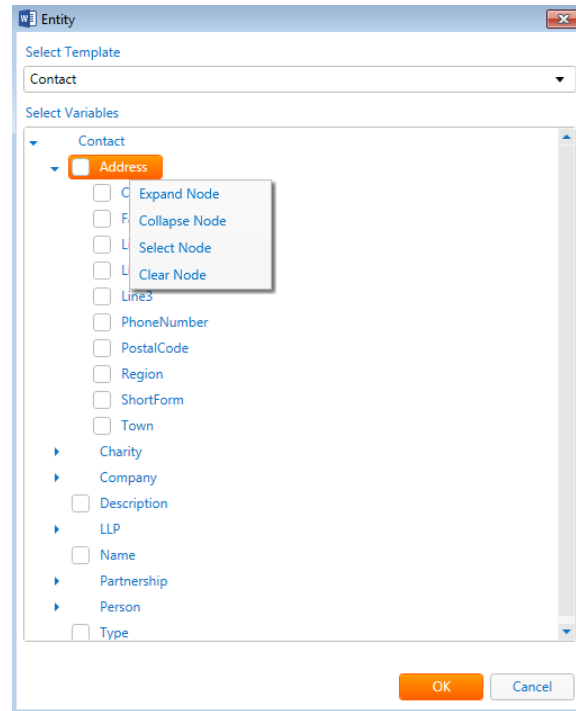 Entity
Select Template
Contact
Select Variables
Contact
Address
Expand Node
Collapse Node
Select Node
Clear Node
Line3
PhoneNumber
PostalCode
Region
ShortForm
Town
Charity
Company
Description
LLP
Name
Partnership
Person
Type
OK
Cancel